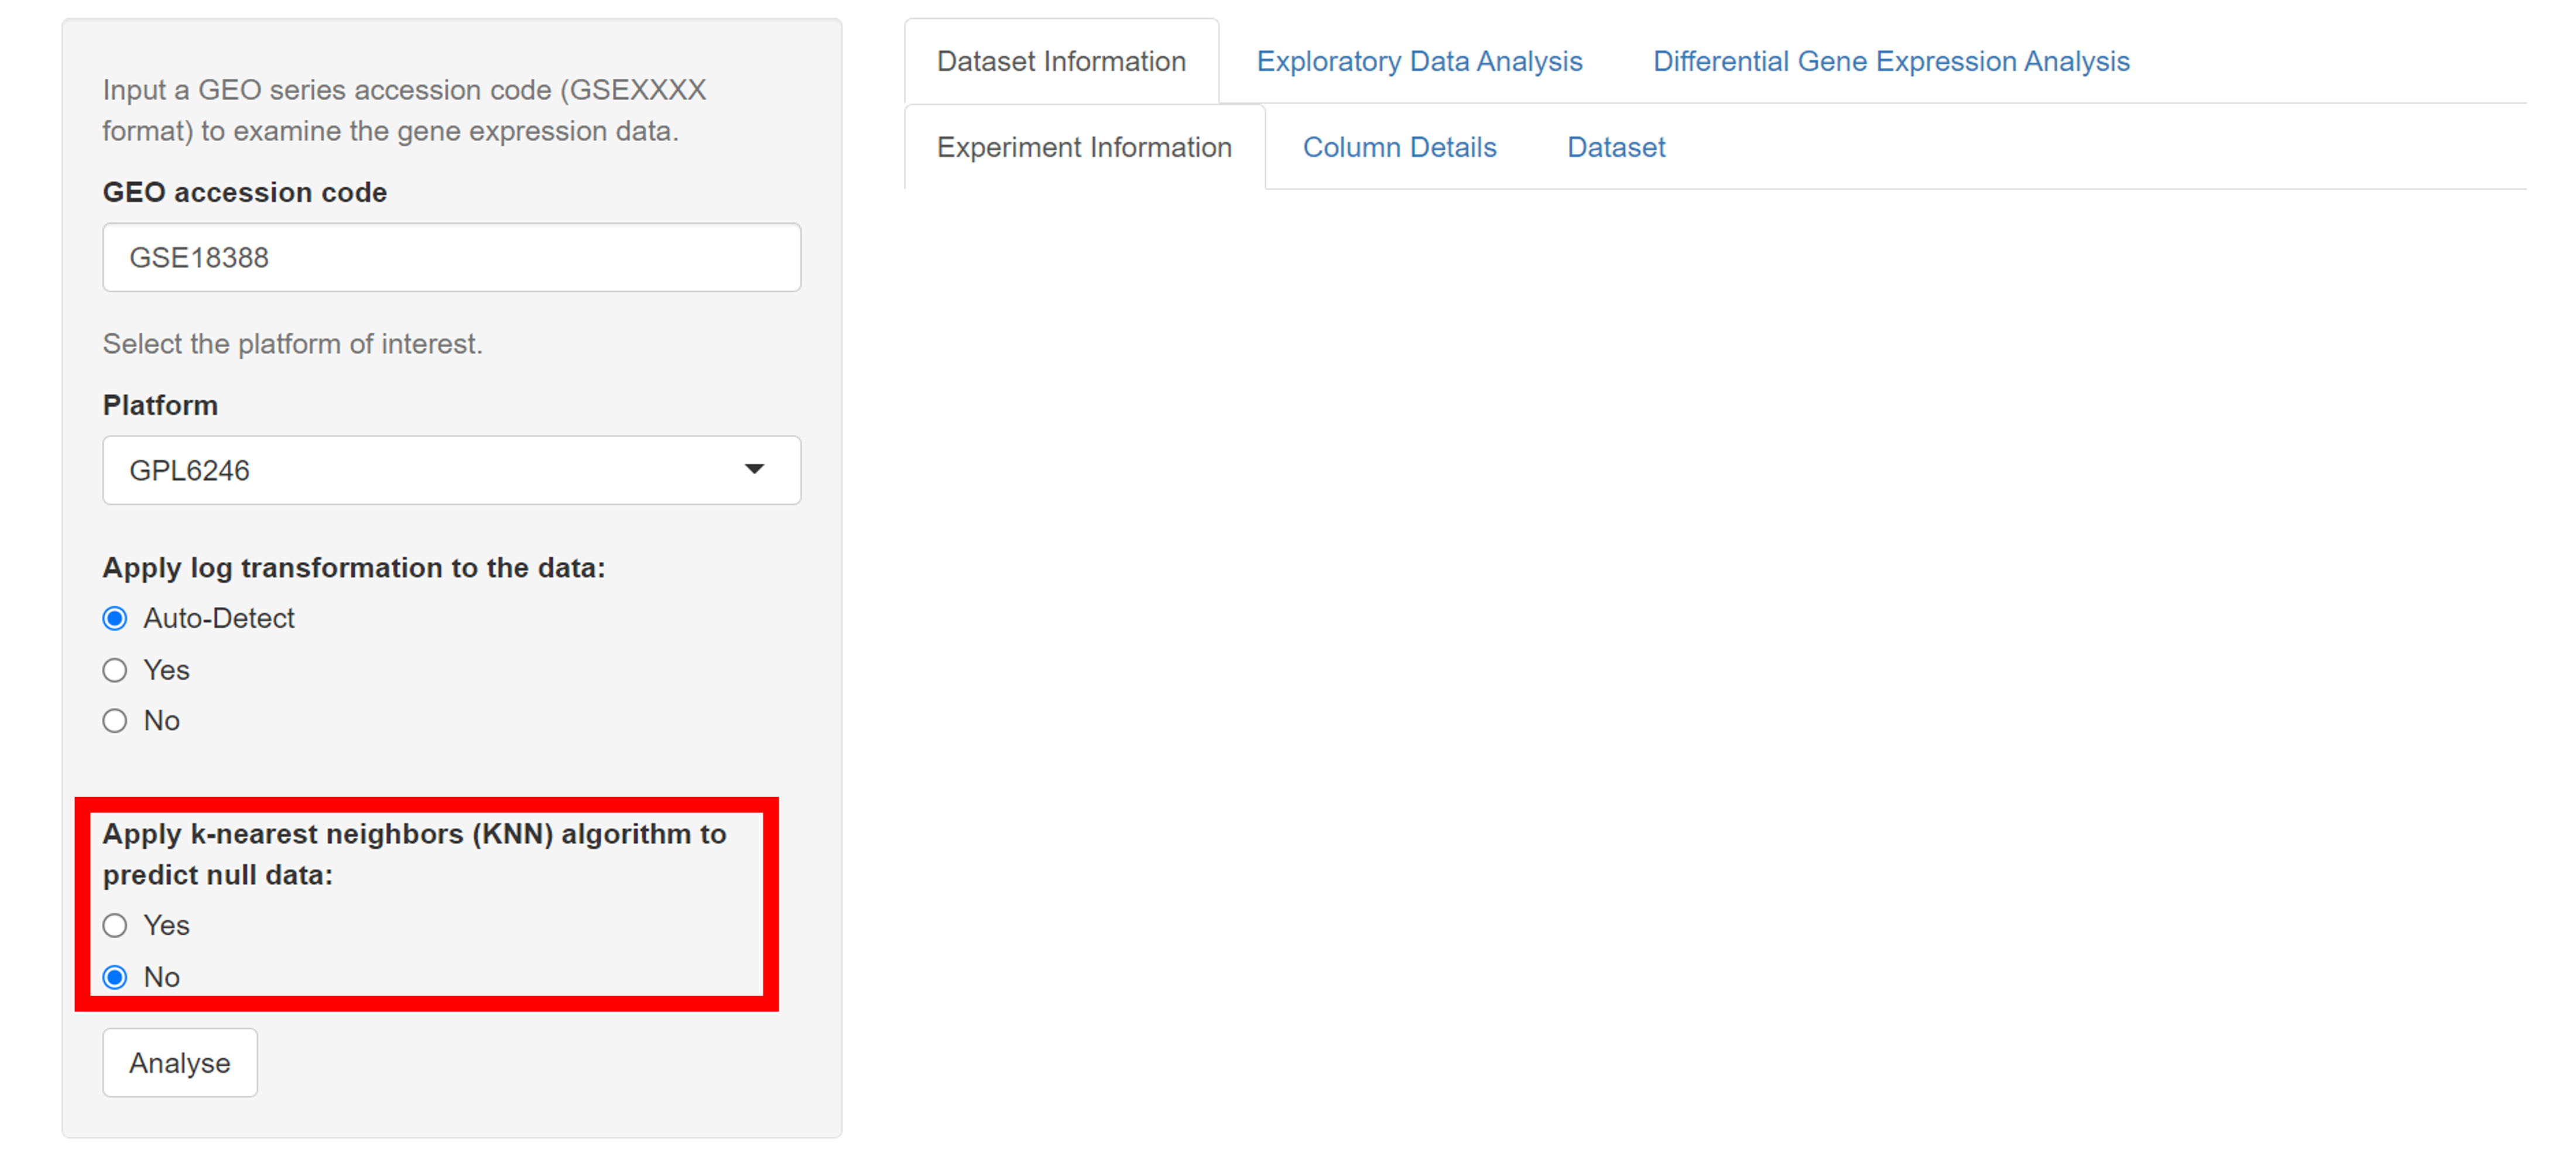 Input a GEO series accession code (GSEXXXX
format) to examine the gene expression data.
GEO accession code
GSE18388
Select the platform of interest.
Platform
GPL6246
Apply log transformation to the data:
Auto-Detect
Yes
No
Apply k-nearest neighbors (KNN) algorithm to
predict null data:
Yes
No
Analyse
Dataset Information Exploratory Data Analysis Differential Gene Expression Analysis
Experiment Information Column Details Dataset